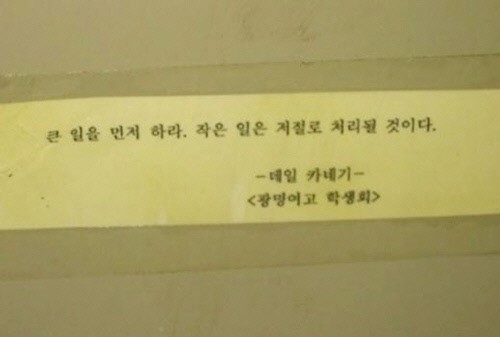 큰 일을 먼저 하라. 작은 일은 저절로 처리될 것이다.
-데일 카네기-
<광명여고 학생회>